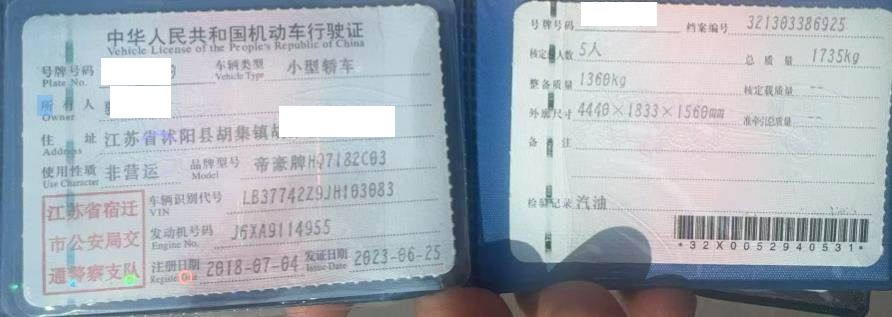 中华人民共和国机动车行驶证
Vehicle License of the People's Republic of China
号牌号码 车辆类型 小型轿车
Plate No. Vehicle Type
所有人
Owner
住 址 江苏省沭阳县胡集镇
Address
使用性质 非营运 品牌型号 帝豪牌HQ7182C03
Use Character Model
江苏省宿迁
市公安局交
通警察支队
车辆识别代号 LB37742Z9JH103083
VIN
发动机号码 J6XA9114955
Engine No.
注册日期 2018-07-04 发证日期 2023-06-25
Register Issue Date
号牌号码 档案编号 321303386925
核定人数 5人 总 质 量 1735kg
整备质量 1360kg 核定载质量 --
外廓尺寸 4440×1833×1560mm 准牵引总质量 --
备 注
检验记录 汽油
*32X0052940531*